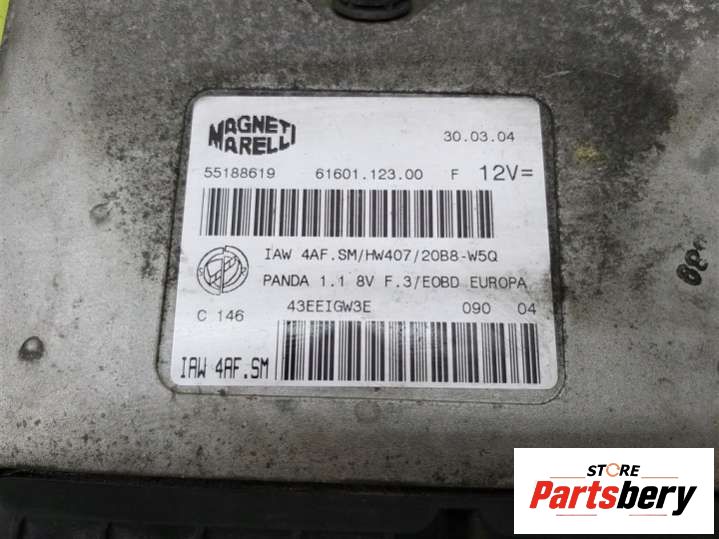 MAGNETI
MARELLI
30.03.04
55188619 61601.123.00 F 12V=
IAW 4AF.SM/HW407/20B8-W5Q
PANDA 1.1 8V F.3/EOBD EUROPA
C 146 43EEIGW3E 090 04
IAW 4AF.SM
STORE
Partsbery